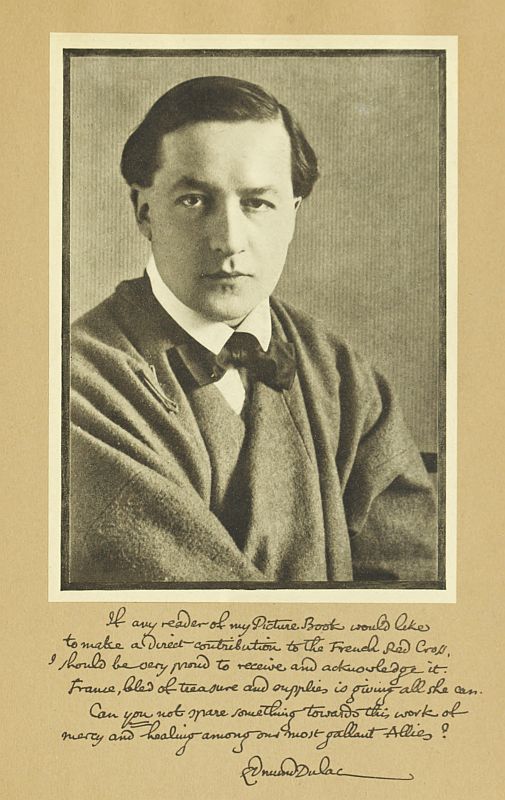 If any reader of my Picture Book would like
to make a direct contribution to the French Red Cross,
I should be very proud to receive and acknowledge it.
France, bled of treasure and supplies is giving all she can.
Can you not spare something towards this work of
mercy and healing among our most gallant Allies?
Edmund Dulac